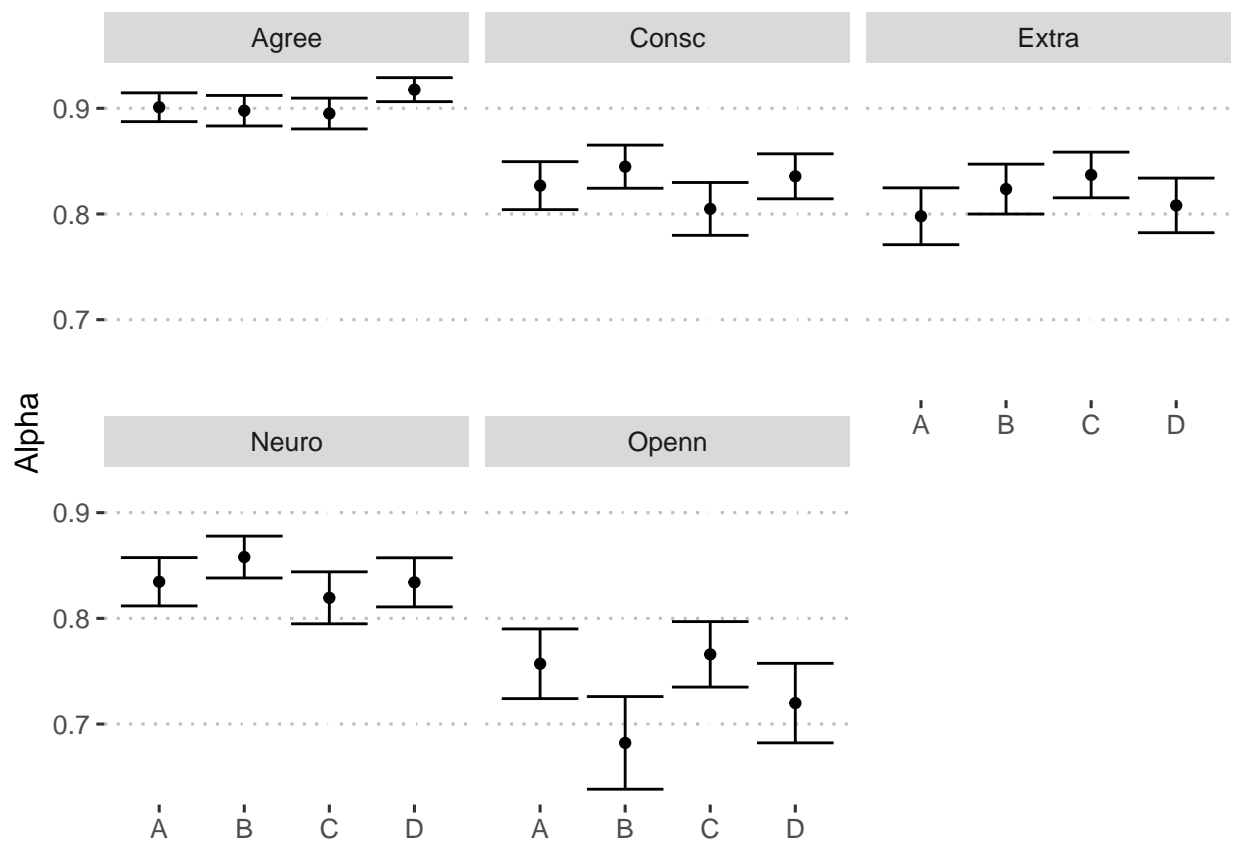 Agree Consc Extra
0.9
0.8
0.7
A B C D
Alpha
Neuro Openn
0.9
0.8
0.7
A B C D A B C D